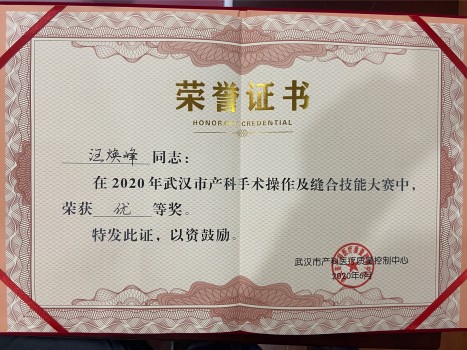 荣誉证书
HONORARY CREDENTIAL
汪焕峰 同志：
在2020年武汉市产科手术操作及缝合技能大赛中，
荣获 优 等奖。
特发此证，以资鼓励。
武汉市产科医疗质量控制中心
2020年6月